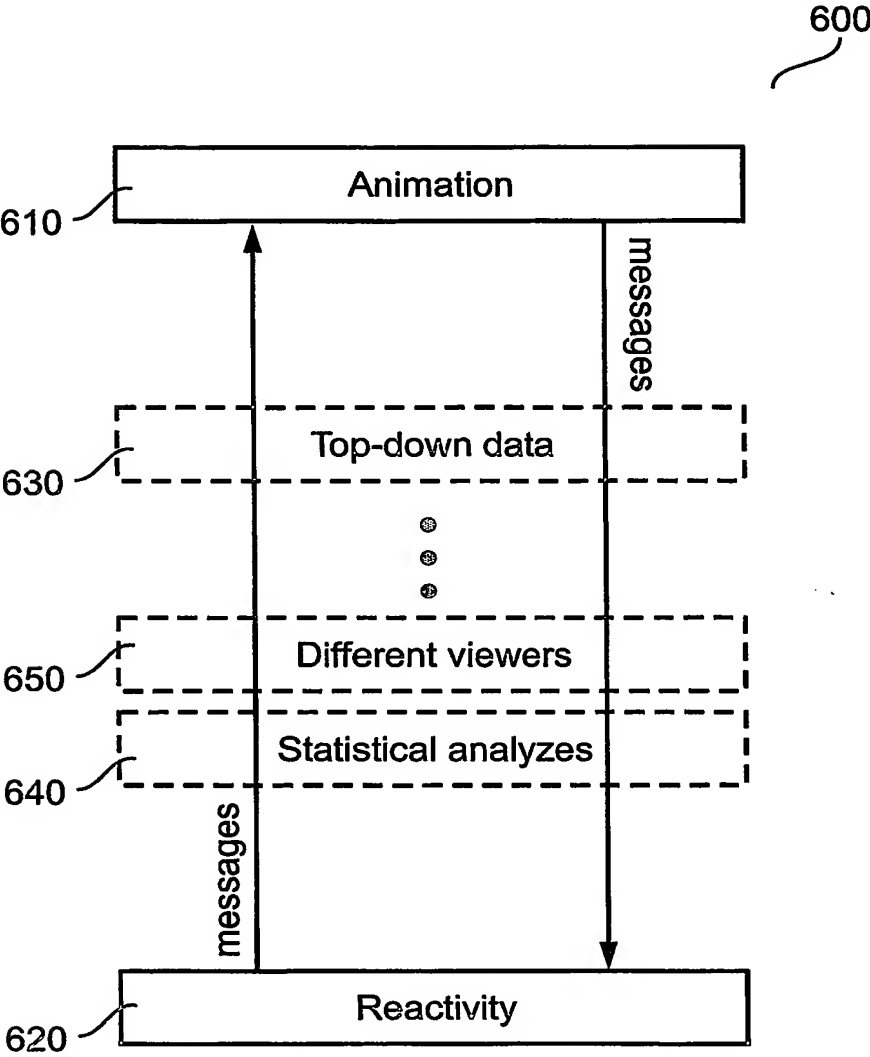 600
Animation
610
messages
Top-down data
630
Different viewers
650
Statistical analyzes
640
messages
Reactivity
620